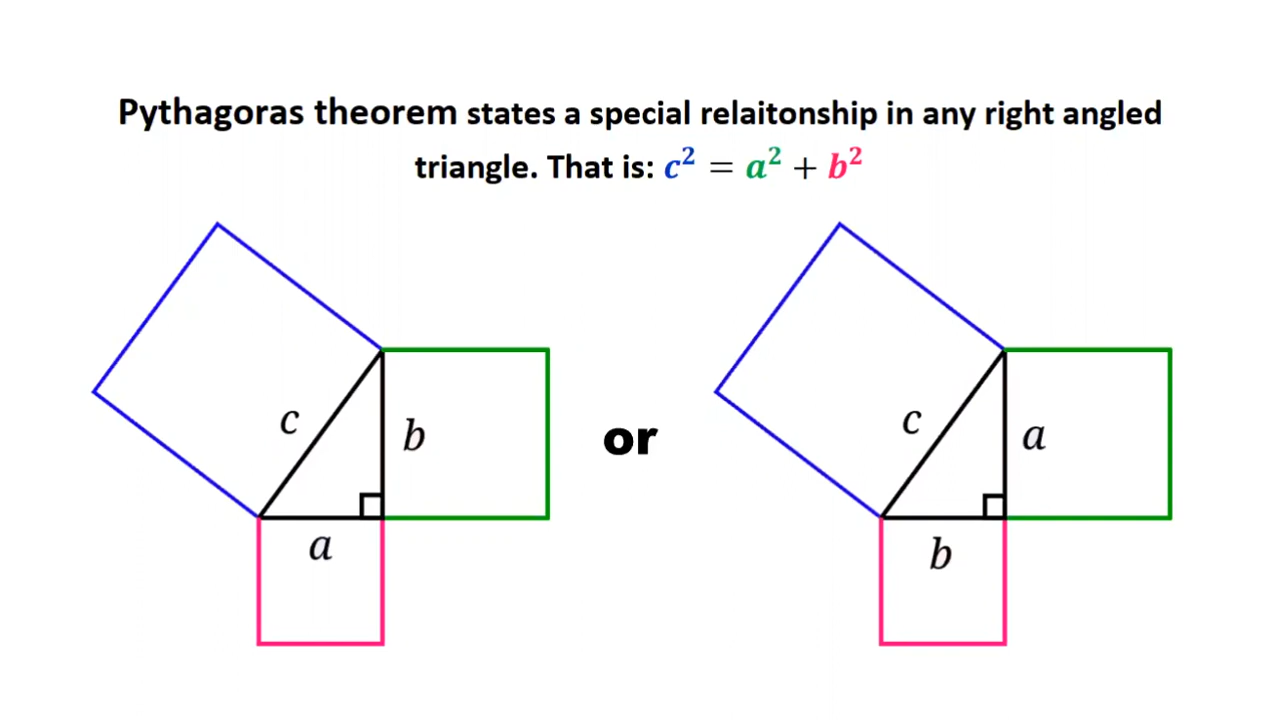 Pythagoras theorem states a special relaitonship in any right angled
triangle. That is: c² = a² + b²
c
b
or
c
a
a
b